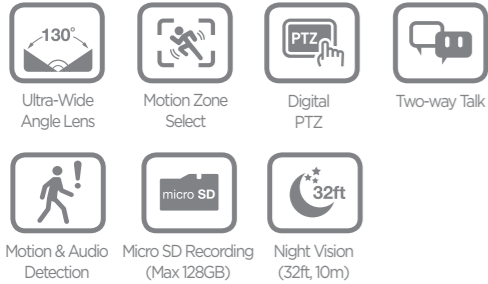 130°
Ultra-Wide
Angle Lens
Motion Zone
Select
PTZ
Digital
PTZ
Two-way Talk
!
Motion & Audio
Detection
micro SD
Micro SD Recording
(Max 128GB)
32ft
Night Vision
(32ft, 10m)